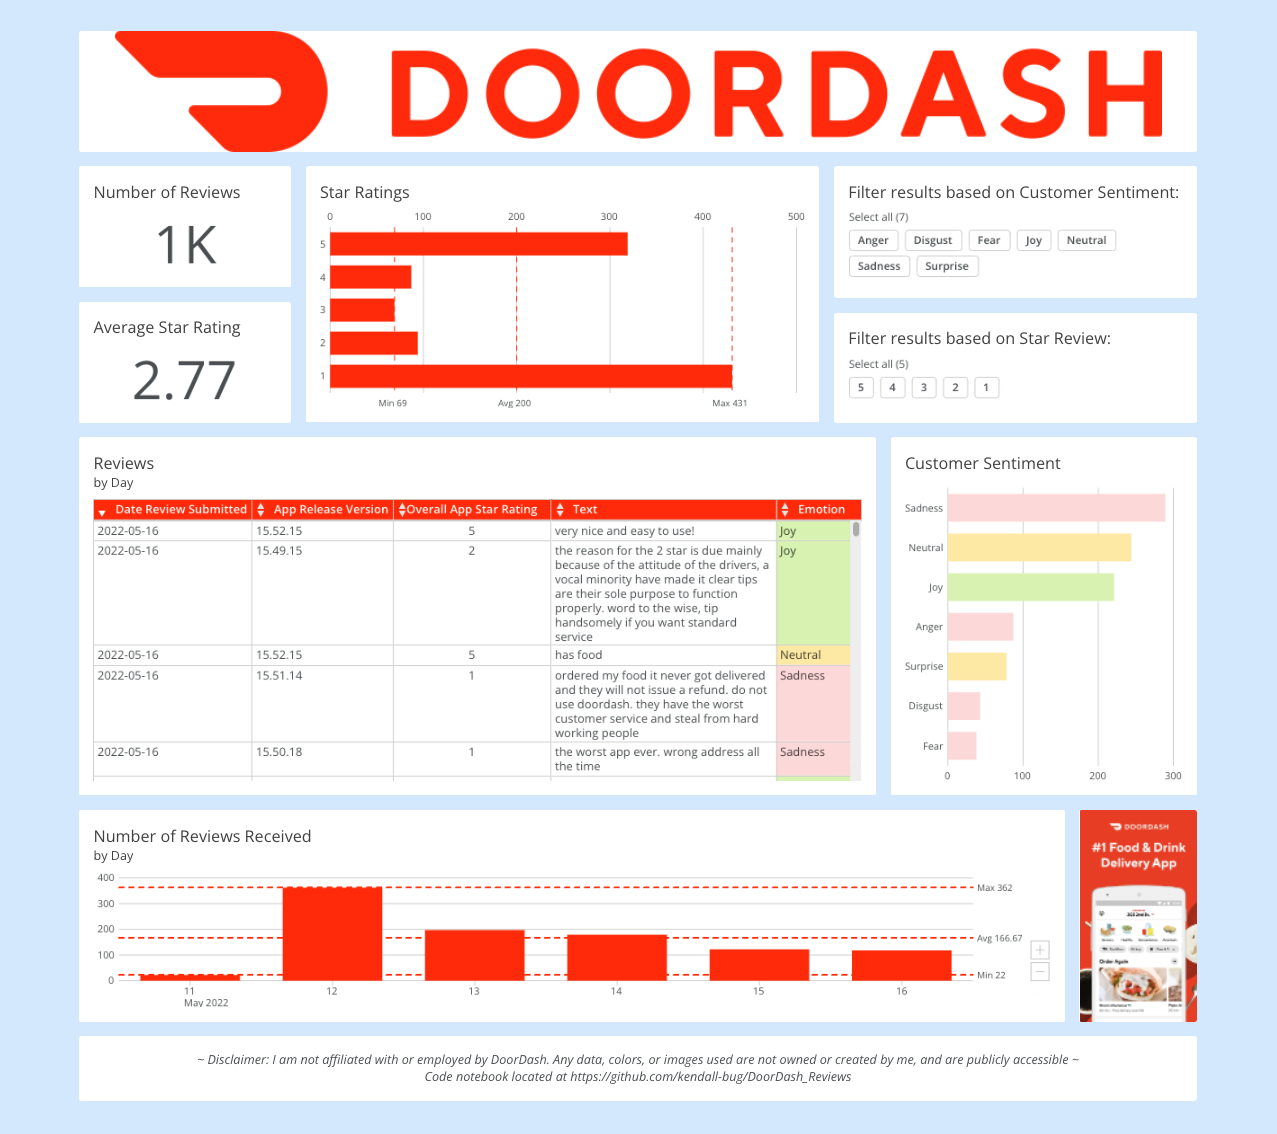 DOORDASH
Number of Reviews
1K
Average Star Rating
2.77
Star Ratings
0 100 200 300 400 500
5
4
3
2
1
Min 69 Avg 200 Max 431
Filter results based on Customer Sentiment:
Select all (7)
Anger Disgust Fear Joy Neutral
Sadness Surprise
Filter results based on Star Review:
Select all (5)
5 4 3 2 1
Reviews
by Day
Date Review Submitted App Release Version Overall App Star Rating Text Emotion
2022-05-16 15.52.15 5 very nice and easy to use! Joy
2022-05-16 15.49.15 2 the reason for the 2 star is due mainly Joy
because of the attitude of the drivers, a
vocal minority have made it clear tips
are their sole purpose to function
properly. word to the wise, tip
handsomely if you want standard
service
2022-05-16 15.52.15 5 has food Neutral
2022-05-16 15.51.14 1 ordered my food it never got delivered Sadness
and they will not issue a refund. do not
use doordash. they have the worst
customer service and steal from hard
working people
2022-05-16 15.50.18 1 the worst app ever. wrong address all Sadness
the time
Customer Sentiment
Sadness
Neutral
Joy
Anger
Surprise
Disgust
Fear
0 100 200 300
Number of Reviews Received
by Day
400
300
200
100
0
Max 362
Avg 166.67
Min 22
11 12 13 14 15 16
May 2022
DOORDASH
#1 Food & Drink
Delivery App
Order Again
~ Disclaimer: I am not affiliated with or employed by DoorDash. Any data, colors, or images used are not owned or created by me, and are publicly accessible ~
Code notebook located at https://github.com/kendall-bug/DoorDash_Reviews